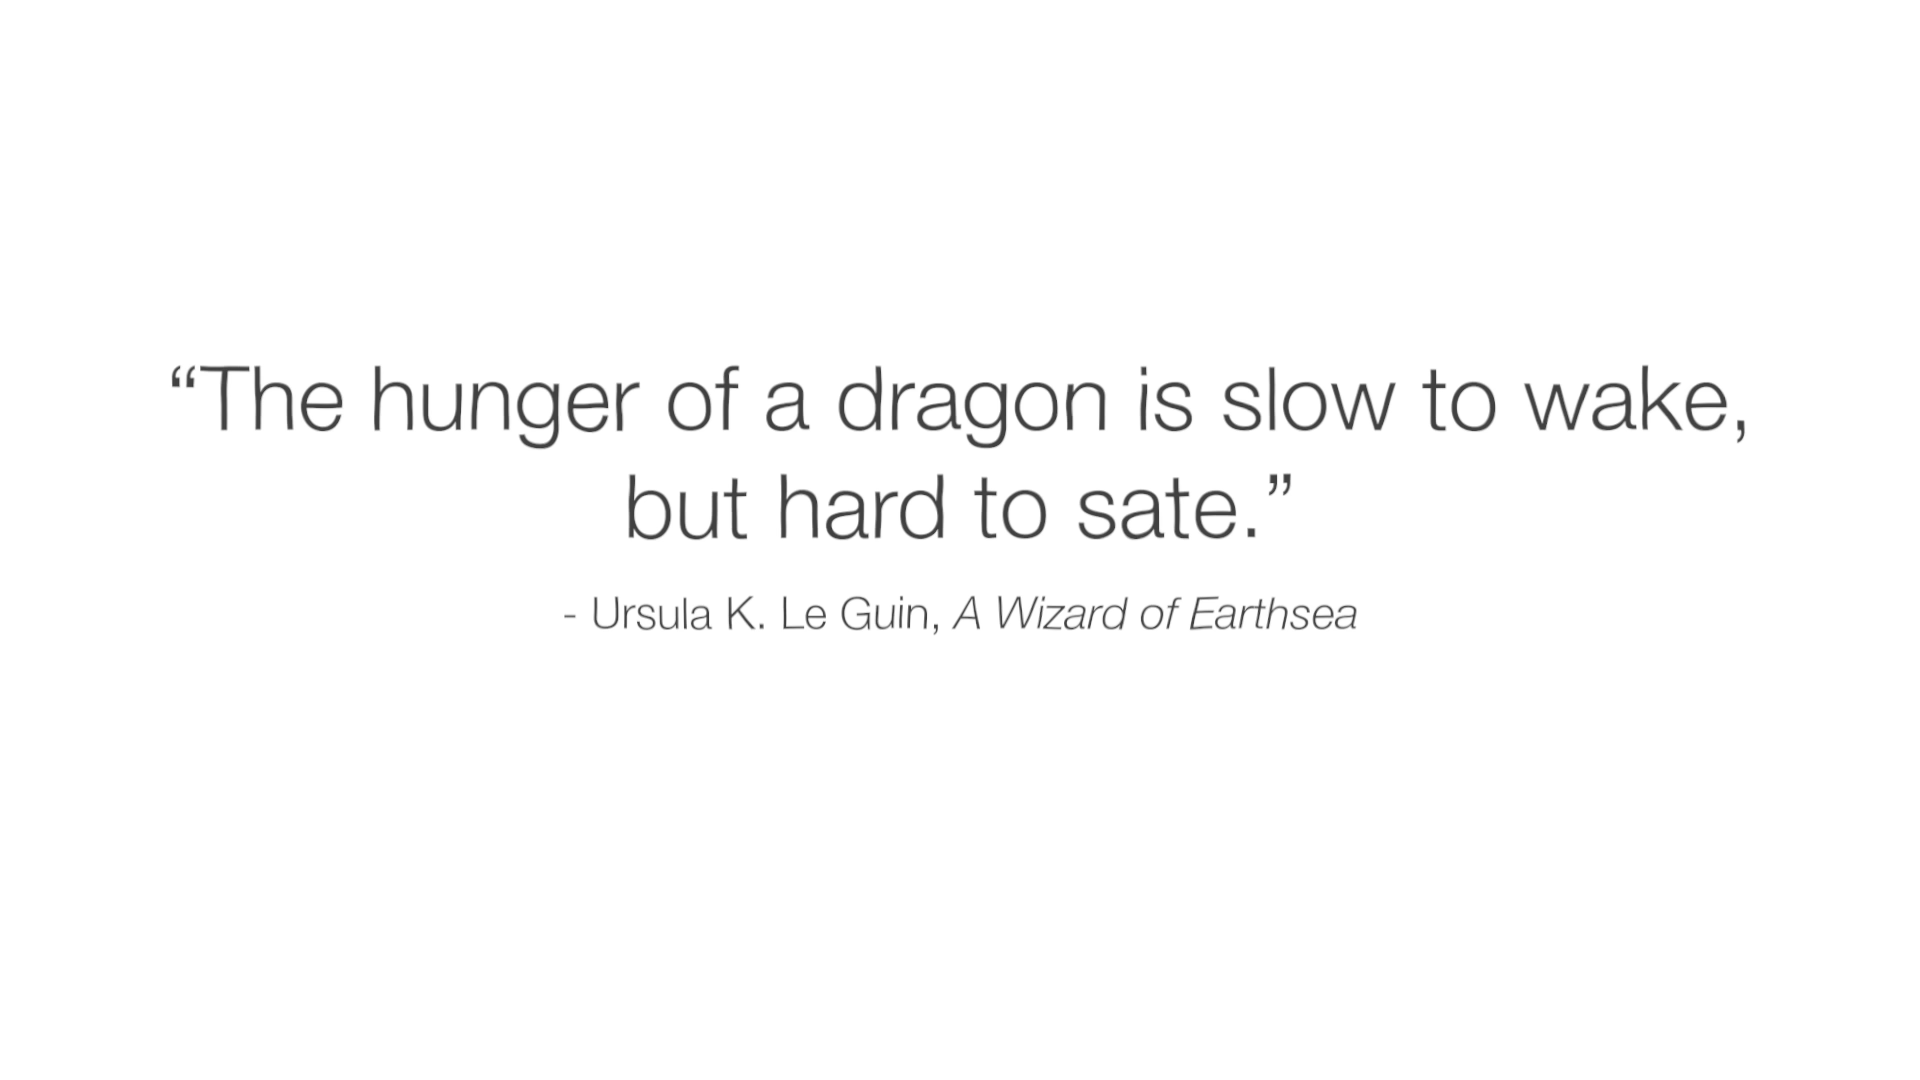 “The hunger of a dragon is slow to wake,
but hard to sate.”
- Ursula K. Le Guin, A Wizard of Earthsea